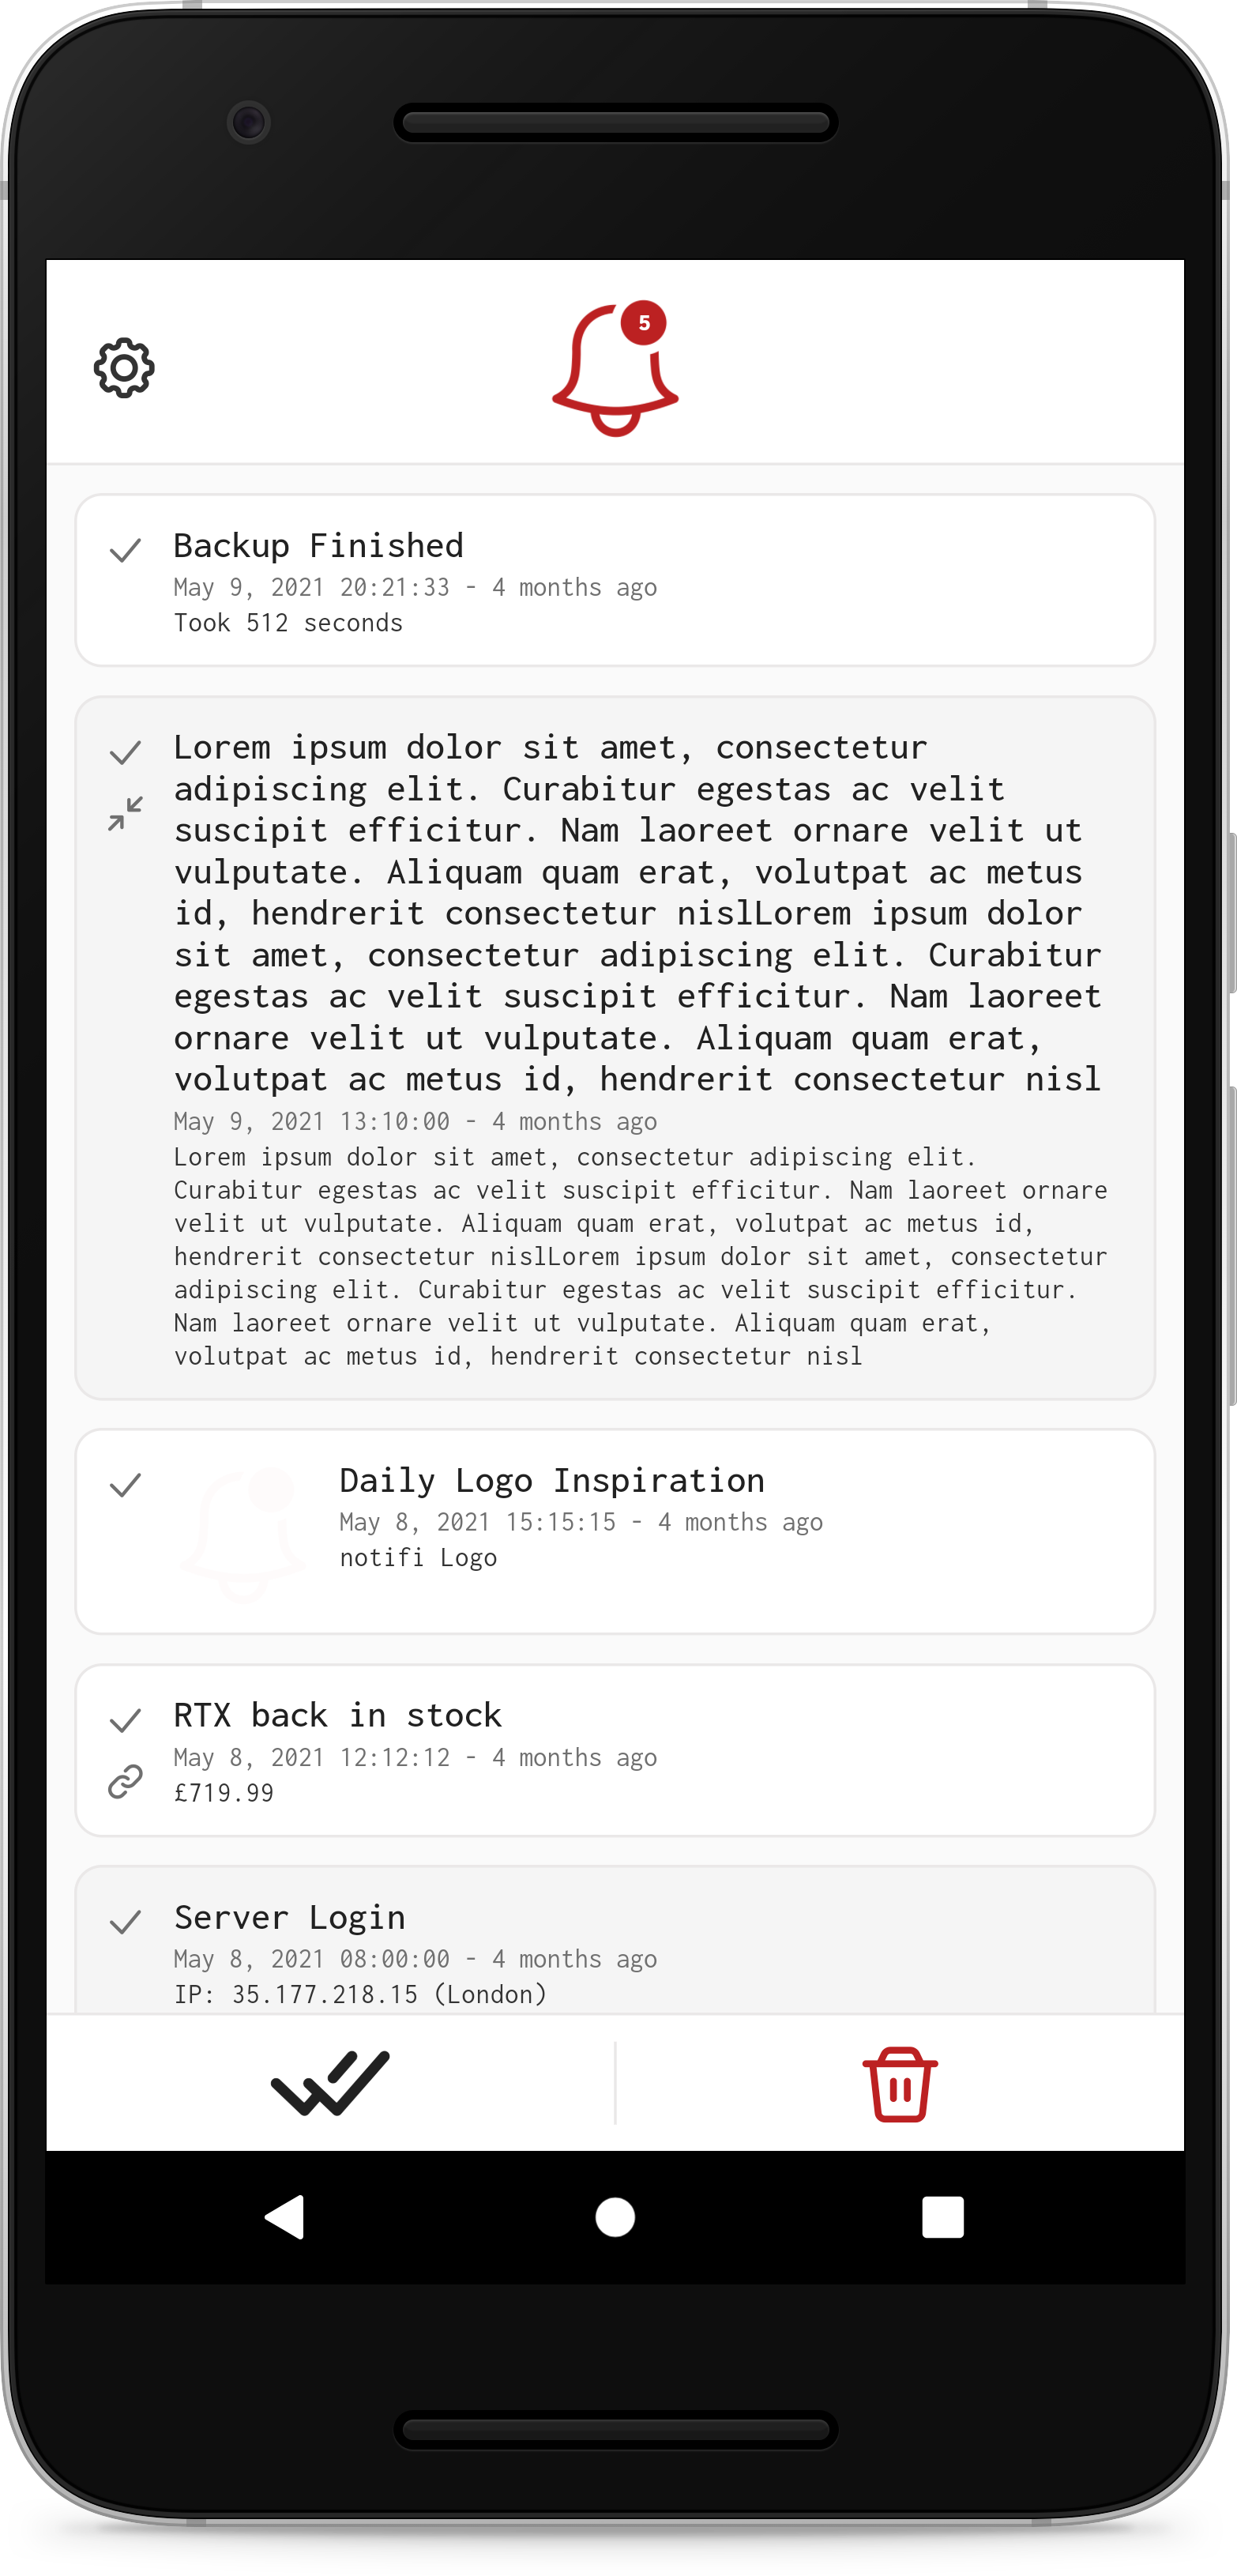 5
Backup Finished
May 9, 2021 20:21:33 - 4 months ago
Took 512 seconds
Lorem ipsum dolor sit amet, consectetur
adipiscing elit. Curabitur egestas ac velit
suscipit efficitur. Nam laoreet ornare velit ut
vulputate. Aliquam quam erat, volutpat ac metus
id, hendrerit consectetur nislLorem ipsum dolor
sit amet, consectetur adipiscing elit. Curabitur
egestas ac velit suscipit efficitur. Nam laoreet
ornare velit ut vulputate. Aliquam quam erat,
volutpat ac metus id, hendrerit consectetur nisl
May 9, 2021 13:10:00 - 4 months ago
Lorem ipsum dolor sit amet, consectetur adipiscing elit.
Curabitur egestas ac velit suscipit efficitur. Nam laoreet ornare
velit ut vulputate. Aliquam quam erat, volutpat ac metus id,
hendrerit consectetur nislLorem ipsum dolor sit amet, consectetur
adipiscing elit. Curabitur egestas ac velit suscipit efficitur.
Nam laoreet ornare velit ut vulputate. Aliquam quam erat,
volutpat ac metus id, hendrerit consectetur nisl
Daily Logo Inspiration
May 8, 2021 15:15:15 - 4 months ago
notifi Logo
RTX back in stock
May 8, 2021 12:12:12 - 4 months ago
£719.99
Server Login
May 8, 2021 08:00:00 - 4 months ago
IP: 35.177.218.15 (London)